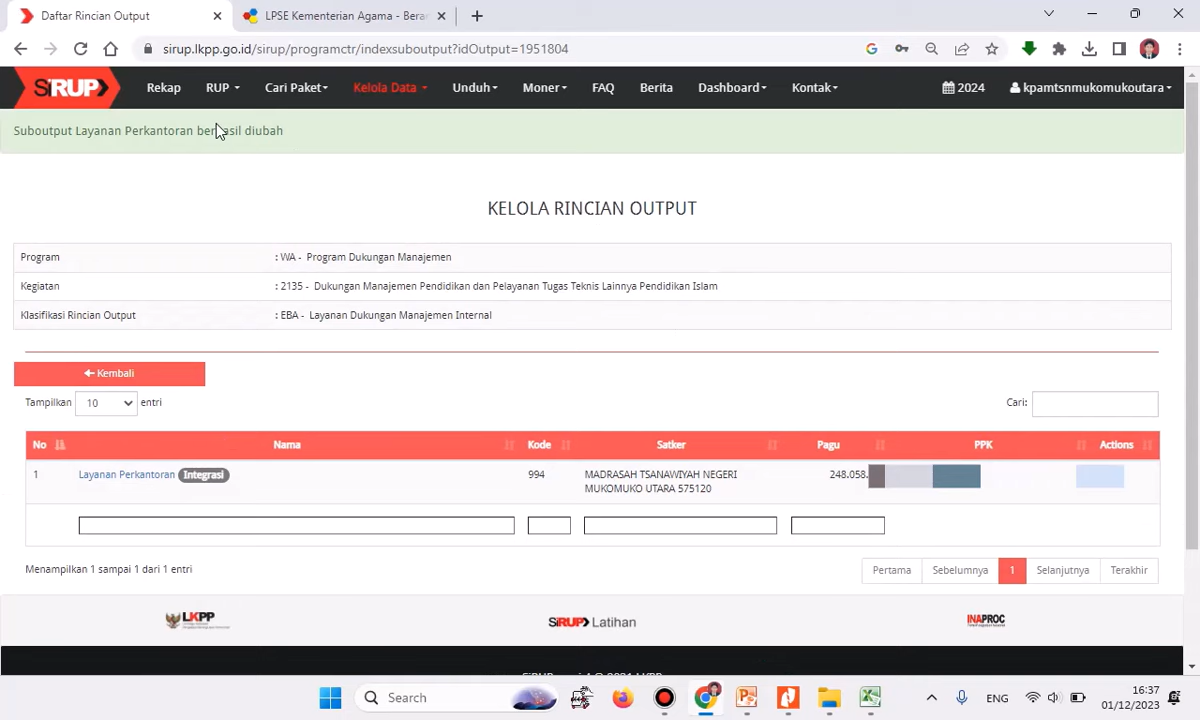 Daftar Rincian Output
LPSE Kementerian Agama - Berar
sirup.lkpp.go.id/sirup/programctr/indexsuboutput?idOutput=1951804
SiRUP
Rekap
RUP
Cari Paket
Kelola Data
Unduh
Moner
FAQ
Berita
Dashboard
Kontak
2024
kpamtsnmukomukoutara
Suboutput Layanan Perkantoran berhasil diubah
KELOLA RINCIAN OUTPUT
Program : WA - Program Dukungan Manajemen
Kegiatan : 2135 - Dukungan Manajemen Pendidikan dan Pelayanan Tugas Teknis Lainnya Pendidikan Islam
Klasifikasi Rincian Output : EBA - Layanan Dukungan Manajemen Internal
Kembali
Tampilkan 10 entri
Cari:
No Nama Kode Satker Pagu PPK Actions
1 Layanan Perkantoran Integrasi 994 MADRASAH TSANAWIYAH NEGERI 248.058.
MUKOMUKO UTARA 575120
Menampilkan 1 sampai 1 dari 1 entri
Pertama Sebelumnya 1 Selanjutnya Terakhir
LKPP
SiRUP Latihan
INAPROC
Search
ENG
16:37
01/12/2023